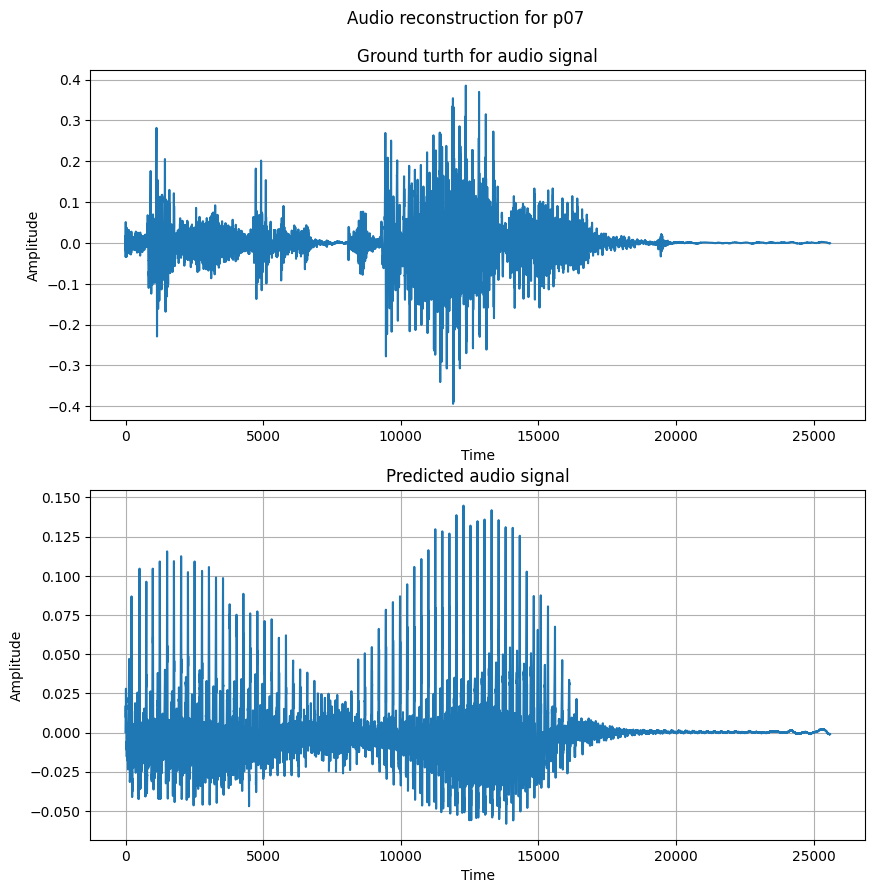 Audio reconstruction for p07
Ground turth for audio signal
0.4
0.3
0.2
0.1
0.0
−0.1
−0.2
−0.3
−0.4
Amplitude
0 5000 10000 15000 20000 25000
Time
Predicted audio signal
0.150
0.125
0.100
0.075
0.050
0.025
0.000
−0.025
−0.050
Amplitude
0 5000 10000 15000 20000 25000
Time